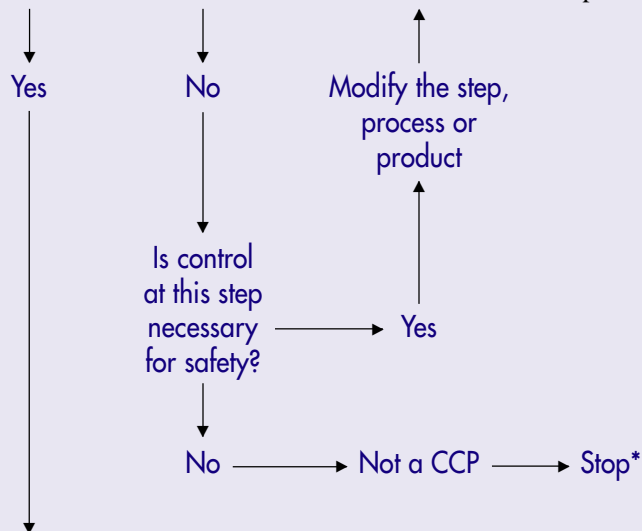 Yes
No
Modify the step,
process or
product
Is control
at this step
necessary
for safety?
Yes
No
Not a CCP
Stop*